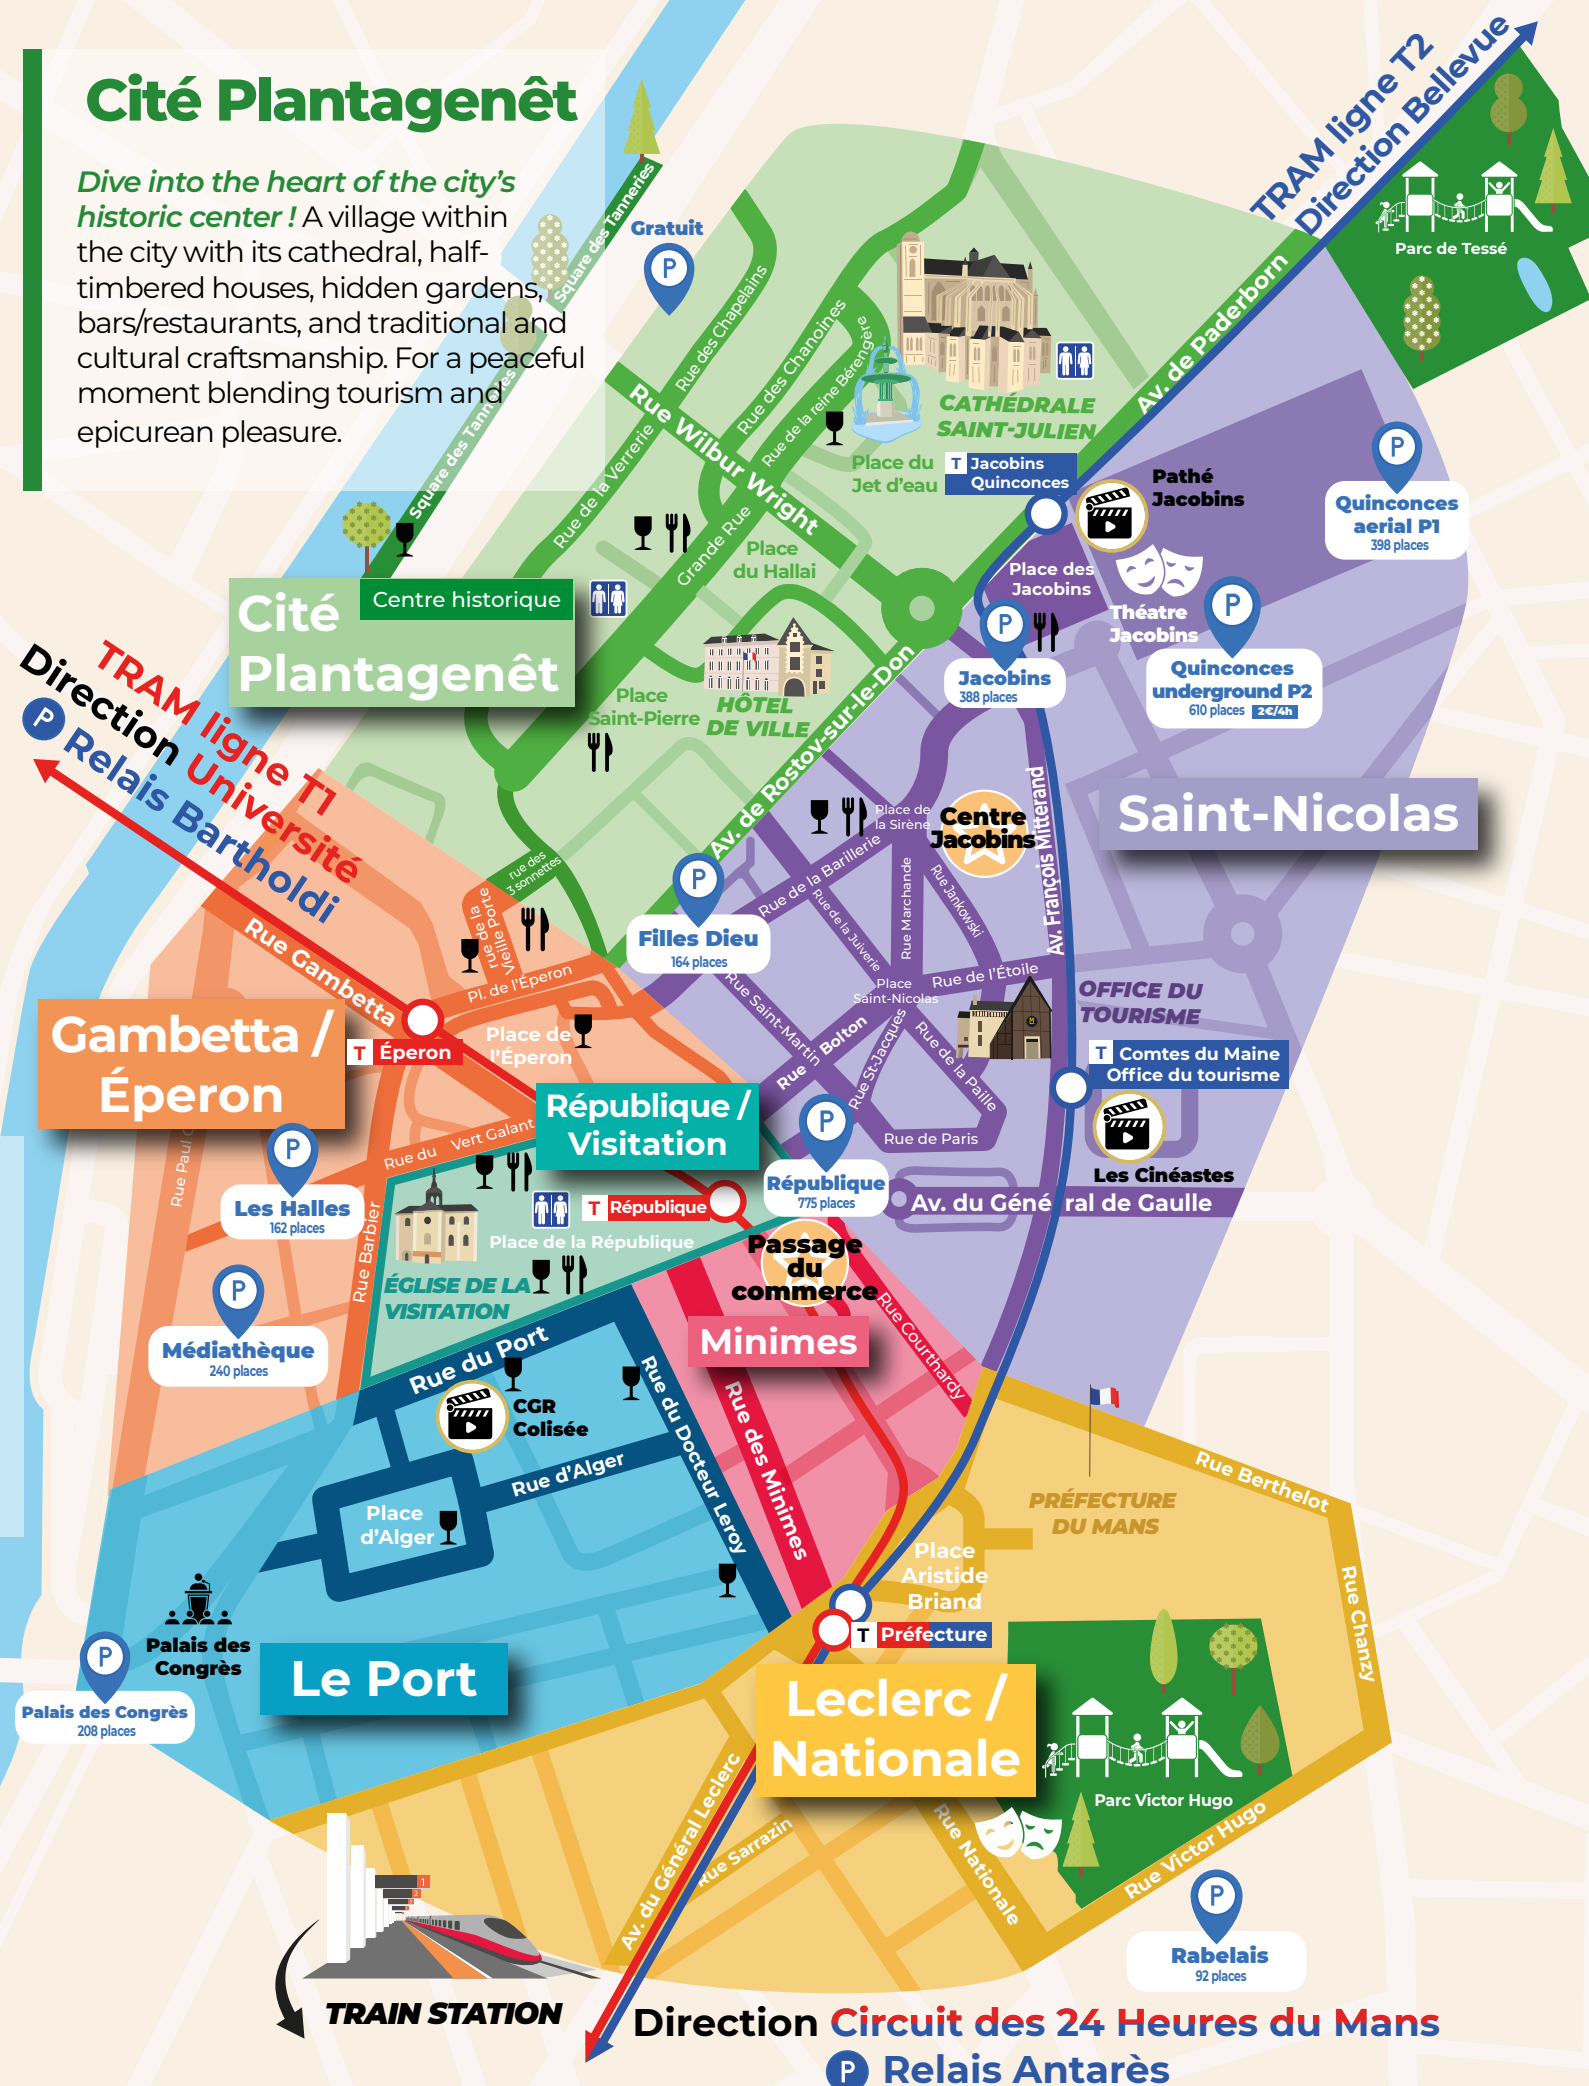 Cité Plantagenêt
Dive into the heart of the city's
historic center ! A village within
the city with its cathedral, half-
timbered houses, hidden gardens,
bars/restaurants, and traditional and
cultural craftsmanship. For a peaceful
moment blending tourism and
epicurean pleasure.
TRAM ligne T2
Direction Bellevue
Parc de Tessé
Square des Tanneries
Square des Tanneries
Gratuit
P
Rue des Chapelains
Rue des Chanoines
Rue de la reine Bérengère
Rue Wilbur Wright
Rue de la Verrerie
Grande Rue
CATHÉDRALE
SAINT-JULIEN
Place du
Jet d'eau
T Jacobins
Quinconces
Av. de Paderborn
Pathé
Jacobins
P
Quinconces
aerial P1
398 places
Place
du Hallai
Place des
Jacobins
Théatre
Jacobins
P
Jacobins
388 places
P
Quinconces
underground P2
610 places 2€/4h
Cité
Plantagenêt
Centre historique
HÔTEL
DE VILLE
Place
Saint-Pierre
Av. de Rostov-sur-le-Don
TRAM ligne T1
Direction Université
P Relais Bartholdi
Saint-Nicolas
Place de
la Sirène
Centre
Jacobins
Av. François Mitterand
rue des
3 sonnettes
rue de la
Vieille Porte
Rue de la Barillerie
Rue de la Juiverie
Rue Marchande
Rue Jankowski
P
Filles Dieu
164 places
Rue Gambetta
Pl. de l'Éperon
Rue Saint-Martin
Place
Saint-Nicolas
Rue de l'Étoile
OFFICE DU
TOURISME
Gambetta /
Éperon
T Éperon
Place de
l'Éperon
Rue Bolton
Rue St-Jacques
Rue de la Paille
T Comtes du Maine
Office du tourisme
République /
Visitation
Rue de Paris
Les Cinéastes
Rue du Vert Galant
Rue Paul
P
Les Halles
162 places
P
République
775 places
Av. du Général de Gaulle
T République
Place de la République
Rue Barbier
ÉGLISE DE LA
VISITATION
Passage
du
commerce
Rue Courthardy
P
Médiathèque
240 places
Minimes
Rue du Port
CGR
Colisée
Rue du Docteur Leroy
Rue des Minimes
Rue d'Alger
Place
d'Alger
Rue Berthelot
PRÉFECTURE
DU MANS
Place
Aristide
Briand
Rue Chanzy
T Préfecture
Palais des
Congrès
P
Palais des Congrès
208 places
Le Port
Leclerc /
Nationale
Parc Victor Hugo
Av. du Général Leclerc
Rue Sarrazin
Rue Nationale
Rue Victor Hugo
P
Rabelais
92 places
1
2
TRAIN STATION
Direction Circuit des 24 Heures du Mans
P Relais Antarès